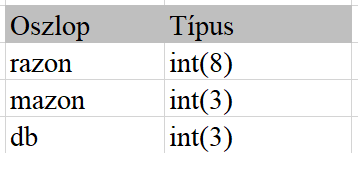 Oszlop Típus
razon int(8)
mazon int(3)
db int(3)